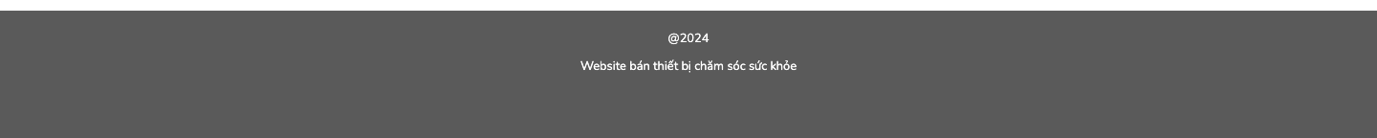 @2024
Website bán thiết bị chăm sóc sức khỏe